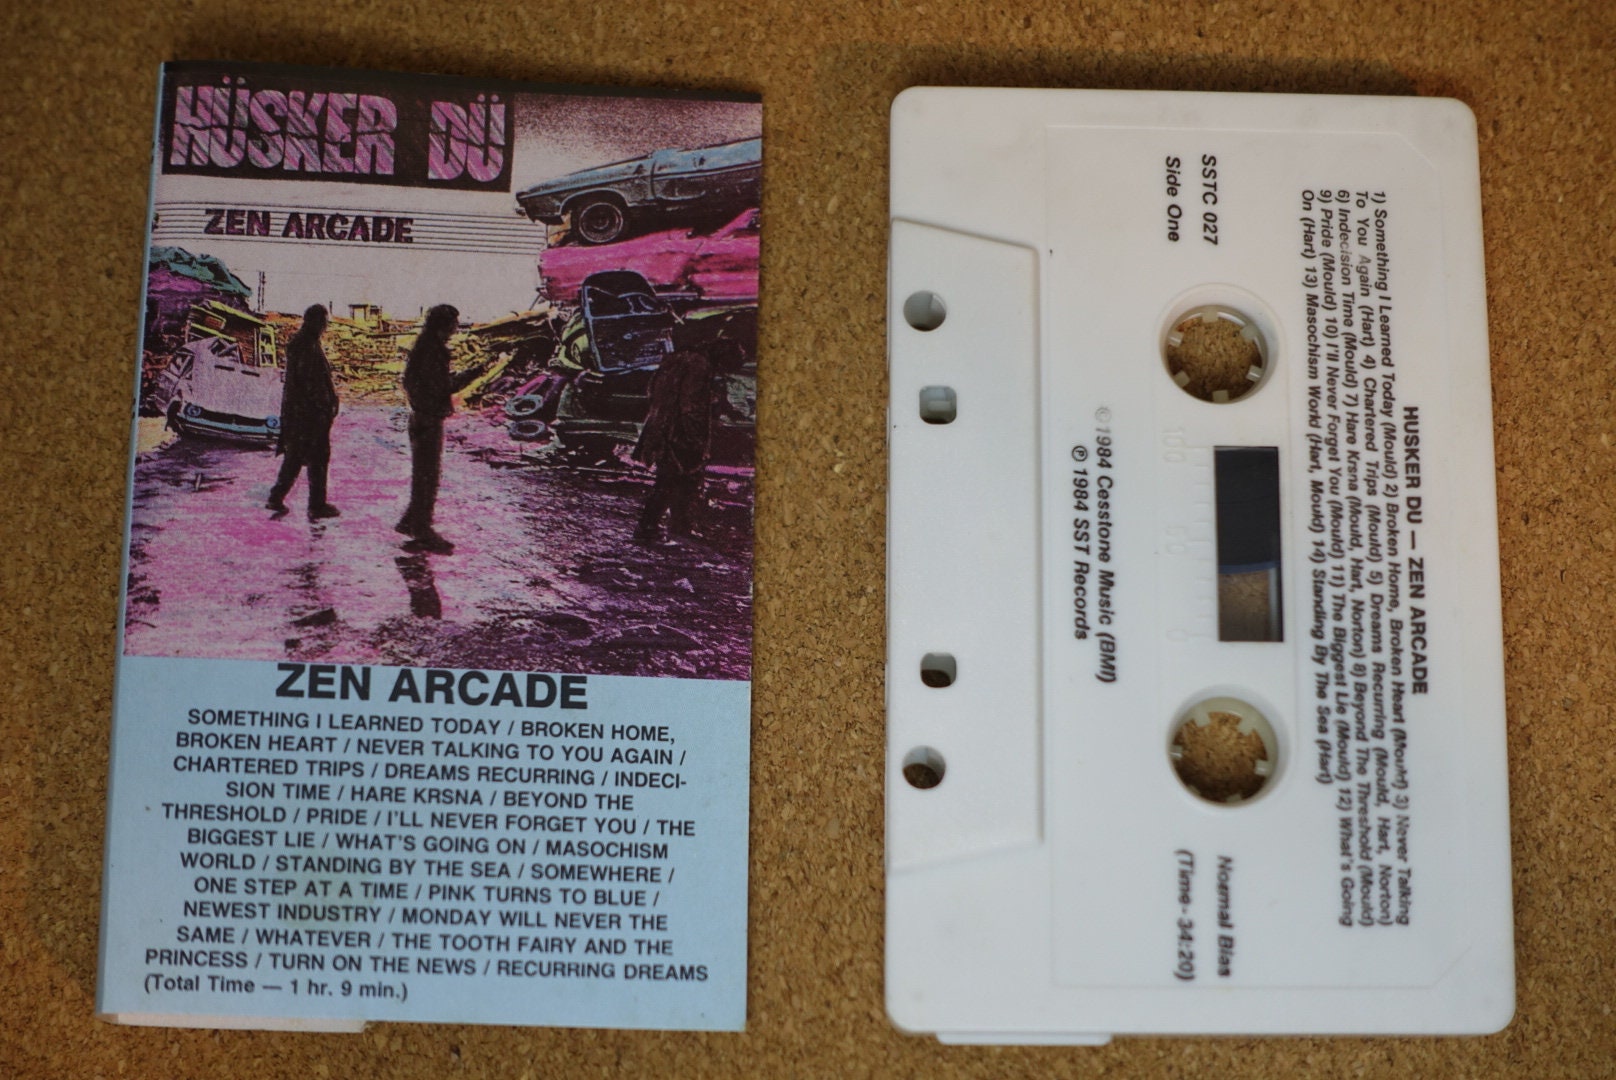 HÜSKER DÜ
ZEN ARCADE
ZEN ARCADE
SOMETHING I LEARNED TODAY / BROKEN HOME,
BROKEN HEART / NEVER TALKING TO YOU AGAIN /
CHARTERED TRIPS / DREAMS RECURRING / INDECI-
SION TIME / HARE KRSNA / BEYOND THE
THRESHOLD / PRIDE / I'LL NEVER FORGET YOU / THE
BIGGEST LIE / WHAT'S GOING ON / MASOCHISM
WORLD / STANDING BY THE SEA / SOMEWHERE /
ONE STEP AT A TIME / PINK TURNS TO BLUE /
NEWEST INDUSTRY / MONDAY WILL NEVER THE
SAME / WHATEVER / THE TOOTH FAIRY AND THE
PRINCESS / TURN ON THE NEWS / RECURRING DREAMS
(Total Time — 1 hr. 9 min.)
HUSKER DU — ZEN ARCADE
1) Something I Learned Today (Mould) 2) Broken Home, Broken Heart (Mould) 3) Never Talking
To You Again (Hart) 4) Chartered Trips (Mould) 5) Dreams Recurring (Mould, Hart, Norton)
6) Indecision Time (Mould) 7) Hare Krsna (Mould, Hart, Norton) 8) Beyond The Threshold (Mould)
9) Pride (Mould) 10) I'll Never Forget You (Mould) 11) The Biggest Lie (Mould) 12) What's Going
On (Hart) 13) Masochism World (Hart, Mould) 14) Standing By The Sea (Hart)
SSTC 027
Side One
Normal Bias
(Time - 34:20)
100 50 0
©1984 Cesstone Music (BMI)
℗ 1984 SST Records